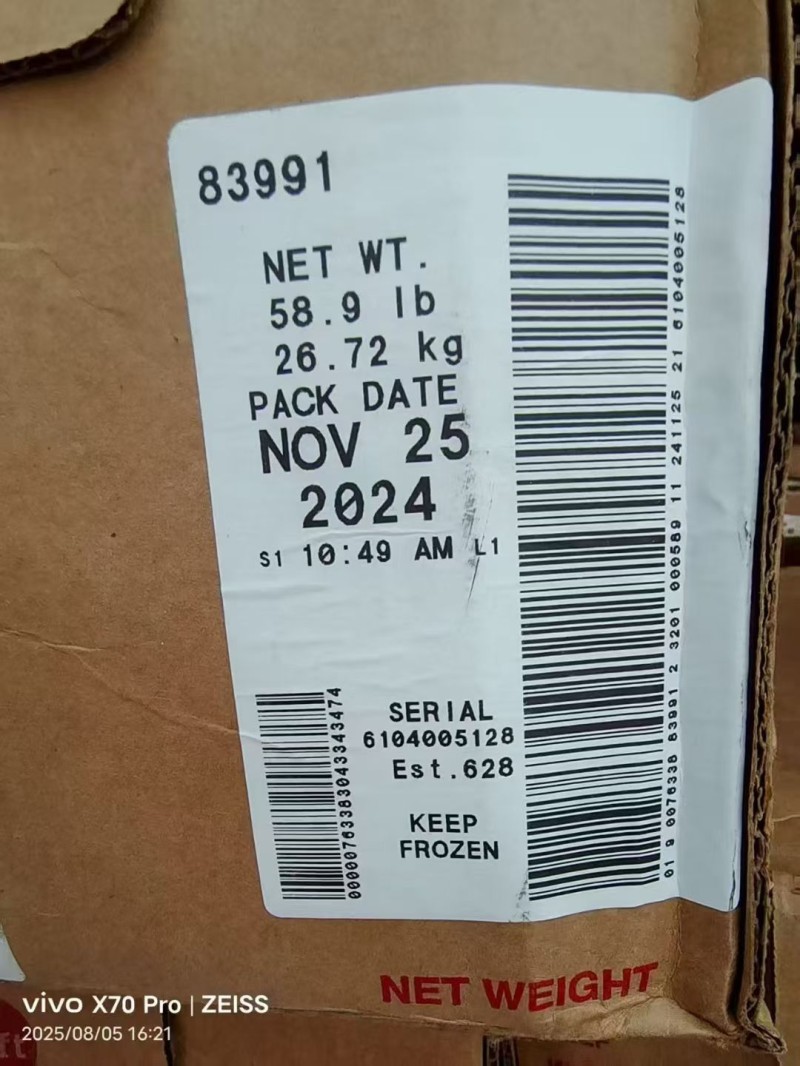 83991
NET WT.
58.9 lb
26.72 kg
PACK DATE
NOV 25
2024
S1 10:49 AM L1
SERIAL
6104005128
Est.628
KEEP
FROZEN
00000763383043343474
01 9 0076338 83991 2 3201 000589 11 241125 21 6104005128
NET WEIGHT
vivo X70 Pro | ZEISS
2025/08/05 16:21